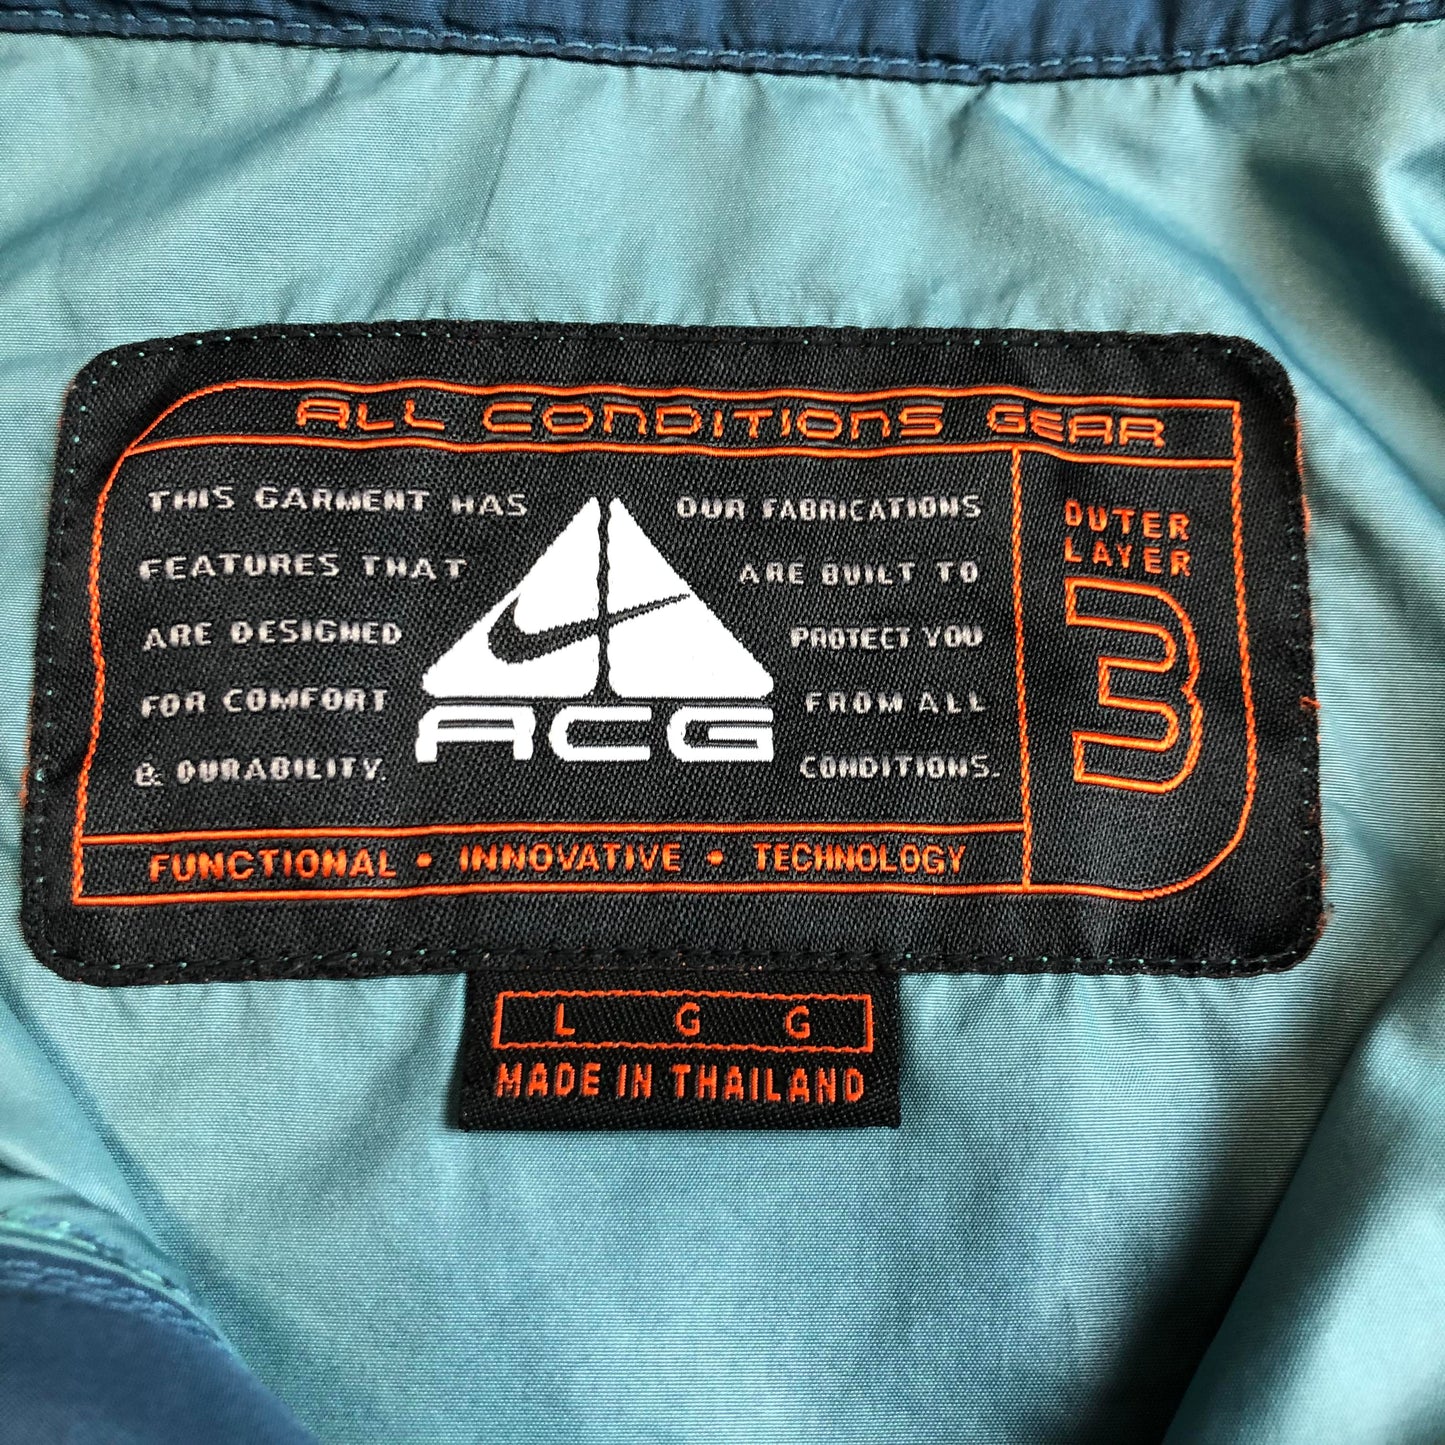 ALL CONDITIONS GEAR
THIS GARMENT HAS
FEATURES THAT
ARE DESIGNED
FOR COMFORT
& DURABILITY.
ACG
OUR FABRICATIONS
ARE BUILT TO
PROTECT YOU
FROM ALL
CONDITIONS.
OUTER
LAYER
3
FUNCTIONAL • INNOVATIVE • TECHNOLOGY
L G G
MADE IN THAILAND